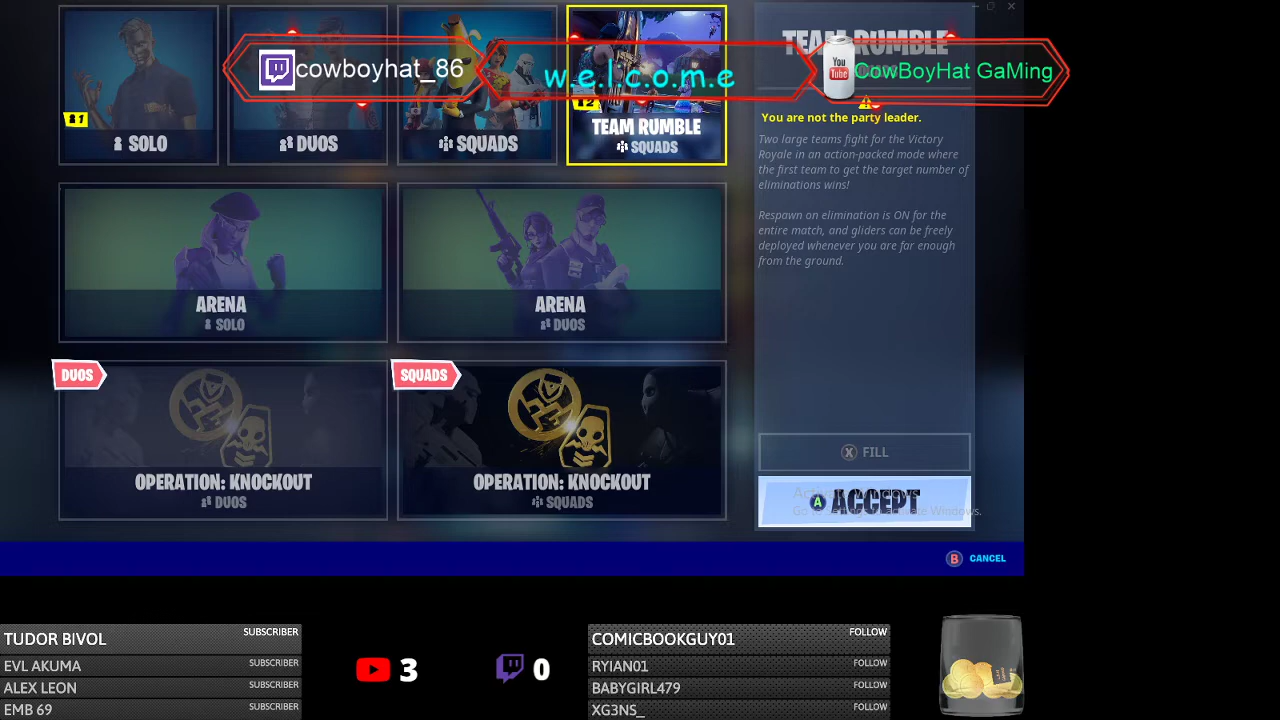 cowboyhat_86
w.e.l.c.o.m.e
You Tube
CowBoyHat GaMing
TEAM RUMBLE
You are not the party leader.
Two large teams fight for the Victory
Royale in an action-packed mode where
the first team to get the target number of
eliminations wins!
Respawn on elimination is ON for the
entire match, and gliders can be freely
deployed whenever you are far enough
from the ground.
1
SOLO
DUOS
SQUADS
2
TEAM RUMBLE
SQUADS
ARENA
SOLO
ARENA
DUOS
DUOS
OPERATION: KNOCKOUT
DUOS
SQUADS
OPERATION: KNOCKOUT
SQUADS
X FILL
A ACCEPT
B CANCEL
TUDOR BIVOL SUBSCRIBER
EVL AKUMA SUBSCRIBER
ALEX LEON SUBSCRIBER
EMB 69 SUBSCRIBER
3
0
COMICBOOKGUY01 FOLLOW
RYIAN01 FOLLOW
BABYGIRL479 FOLLOW
XG3NS_ FOLLOW